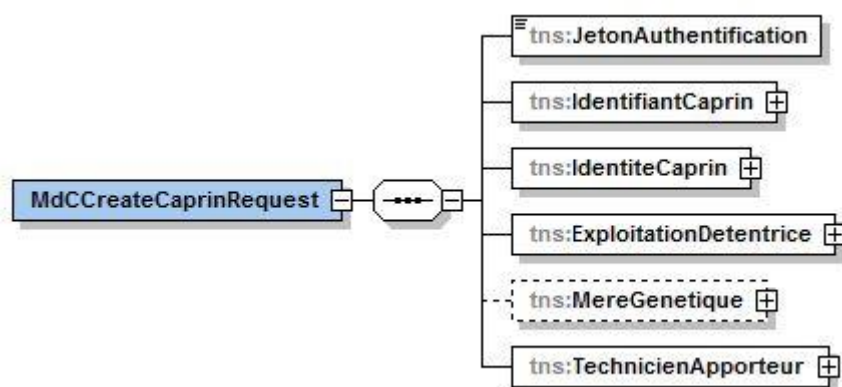 tns:JetonAuthentification
tns:IdentifiantCaprin
tns:IdentiteCaprin
MdCCreateCaprinRequest
tns:ExploitationDetentrice
tns:MereGenetique
tns:TechnicienApporteur